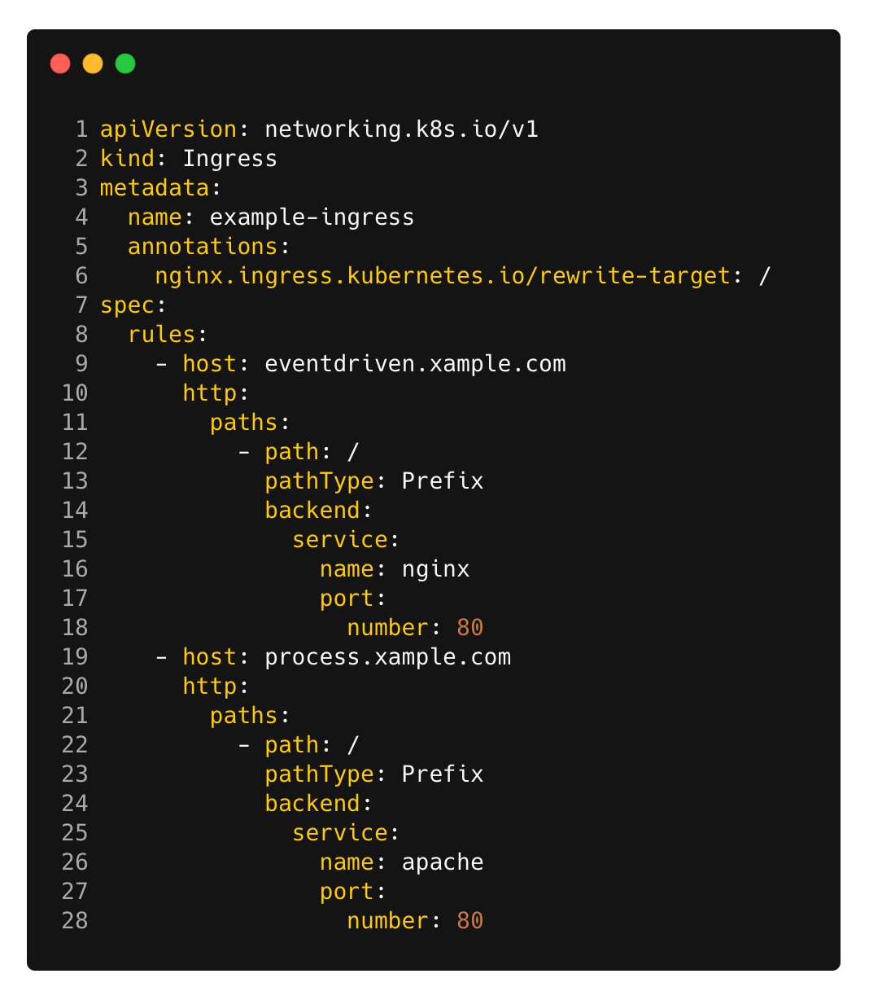 1 apiVersion: networking.k8s.io/v1
2 kind: Ingress
3 metadata:
4   name: example-ingress
5   annotations:
6     nginx.ingress.kubernetes.io/rewrite-target: /
7 spec:
8   rules:
9     - host: eventdriven.xample.com
10       http:
11         paths:
12           - path: /
13             pathType: Prefix
14             backend:
15               service:
16                 name: nginx
17                 port:
18                   number: 80
19     - host: process.xample.com
20       http:
21         paths:
22           - path: /
23             pathType: Prefix
24             backend:
25               service:
26                 name: apache
27                 port:
28                   number: 80